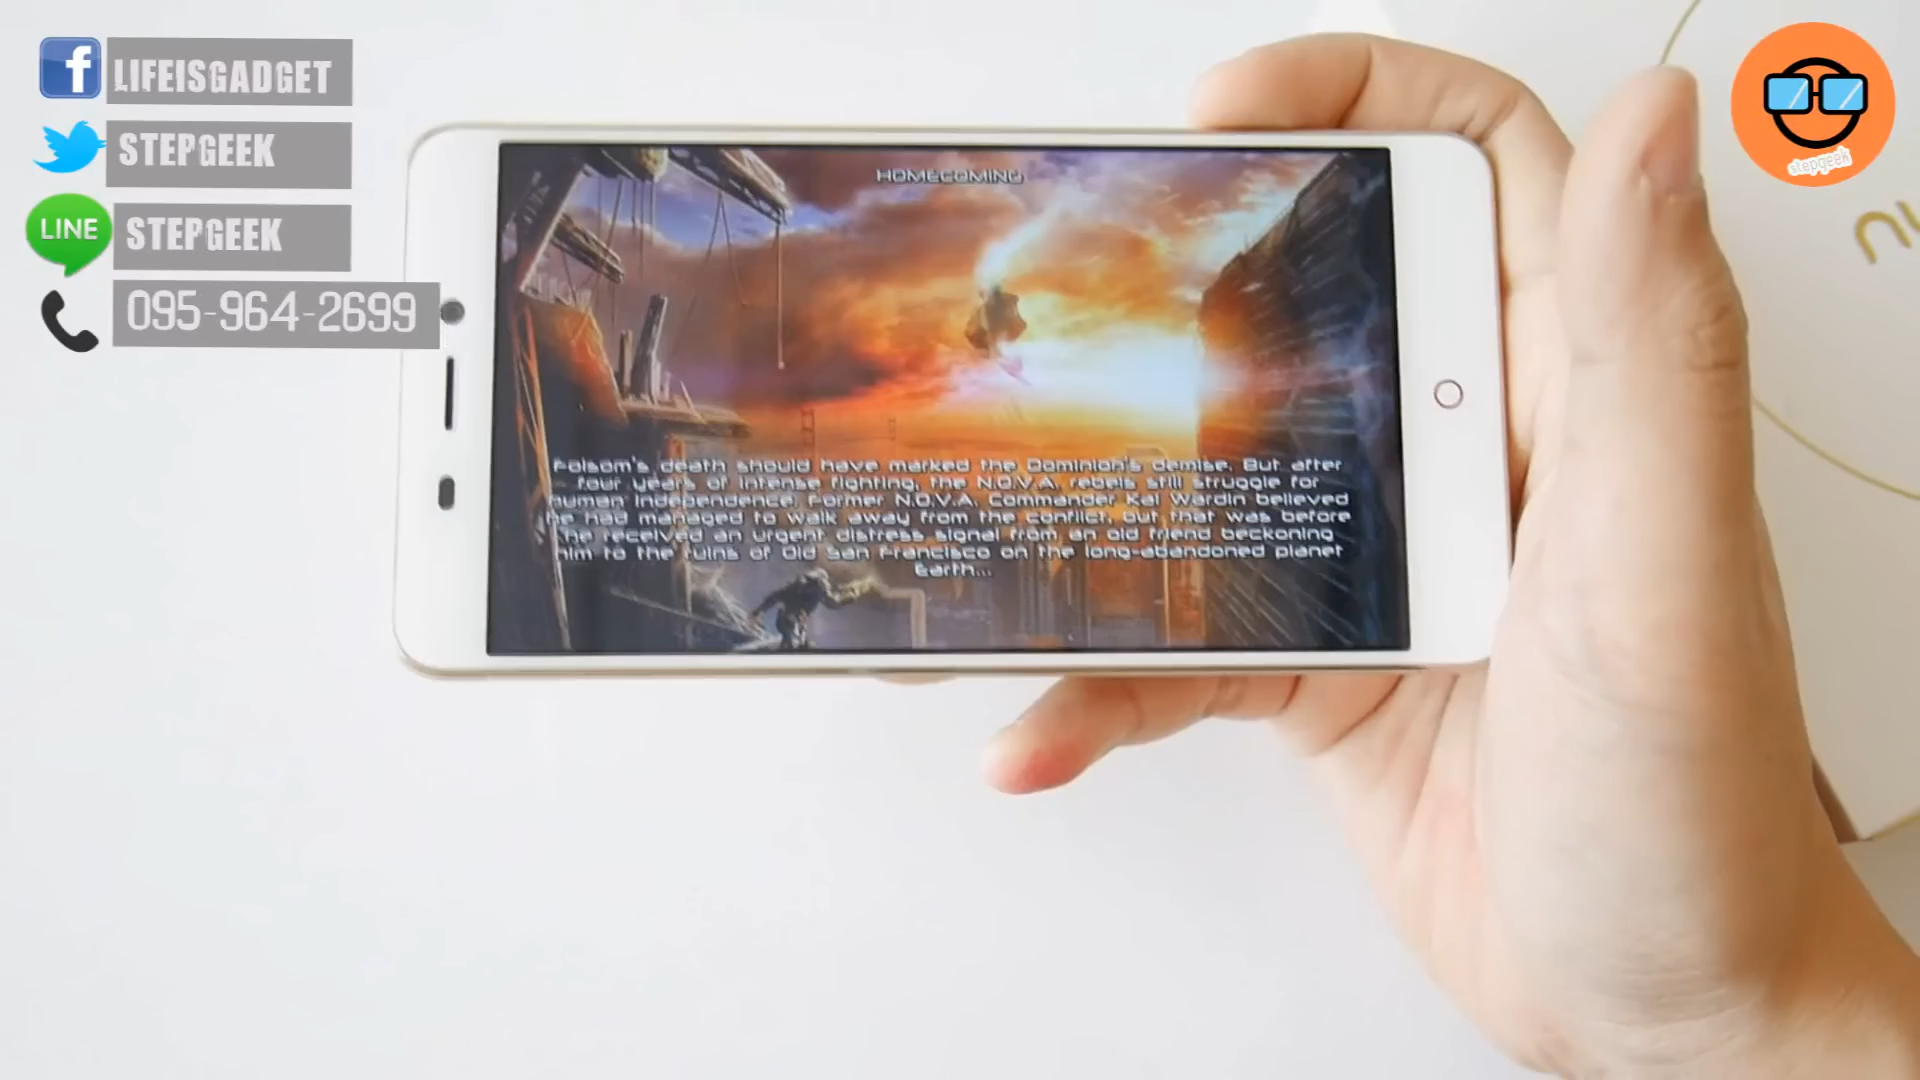 LIFEISGADGET
STEPGEEK
LINE
STEPGEEK
095-964-2699
stepgeek
HOMECOMING
Folsom's death should have marked the Dominion's demise. But after
four years of intense fighting, the N.O.V.A. rebels still struggle for
human independence. Former N.O.V.A. Commander Kal Wardin believed
he had managed to walk away from the conflict, but that was before
he received an urgent distress signal from an old friend beckoning
him to the ruins of Old San Francisco on the long-abandoned planet
Earth...